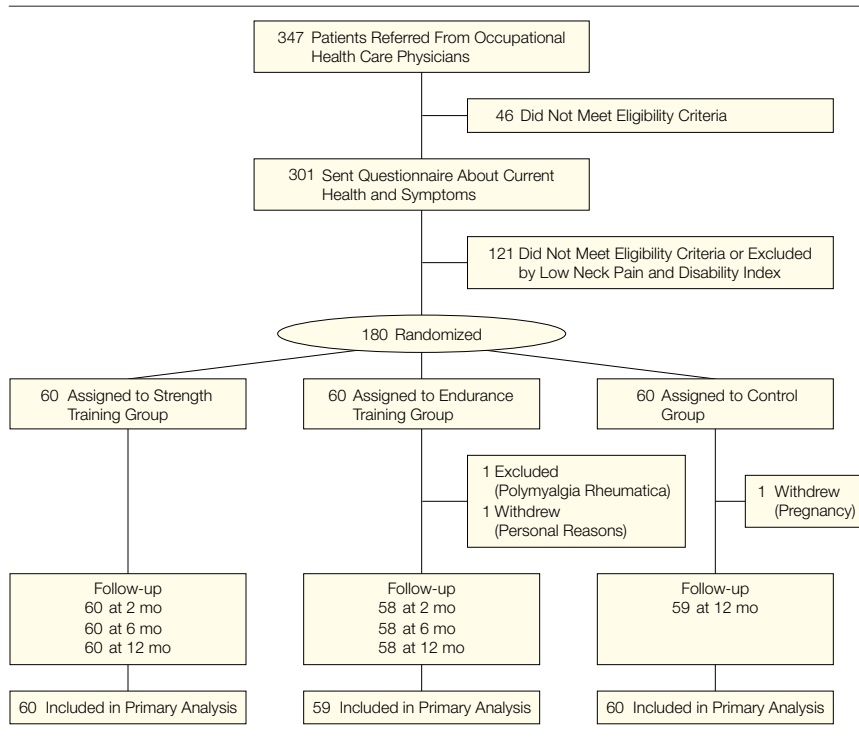 347 Patients Referred From Occupational
Health Care Physicians
46 Did Not Meet Eligibility Criteria
301 Sent Questionnaire About Current
Health and Symptoms
121 Did Not Meet Eligibility Criteria or Excluded
by Low Neck Pain and Disability Index
180 Randomized
60 Assigned to Strength
Training Group
60 Assigned to Endurance
Training Group
60 Assigned to Control
Group
1 Excluded
(Polymyalgia Rheumatica)
1 Withdrew
(Personal Reasons)
1 Withdrew
(Pregnancy)
Follow-up
60 at 2 mo
60 at 6 mo
60 at 12 mo
Follow-up
58 at 2 mo
58 at 6 mo
58 at 12 mo
Follow-up
59 at 12 mo
60 Included in Primary Analysis
59 Included in Primary Analysis
60 Included in Primary Analysis